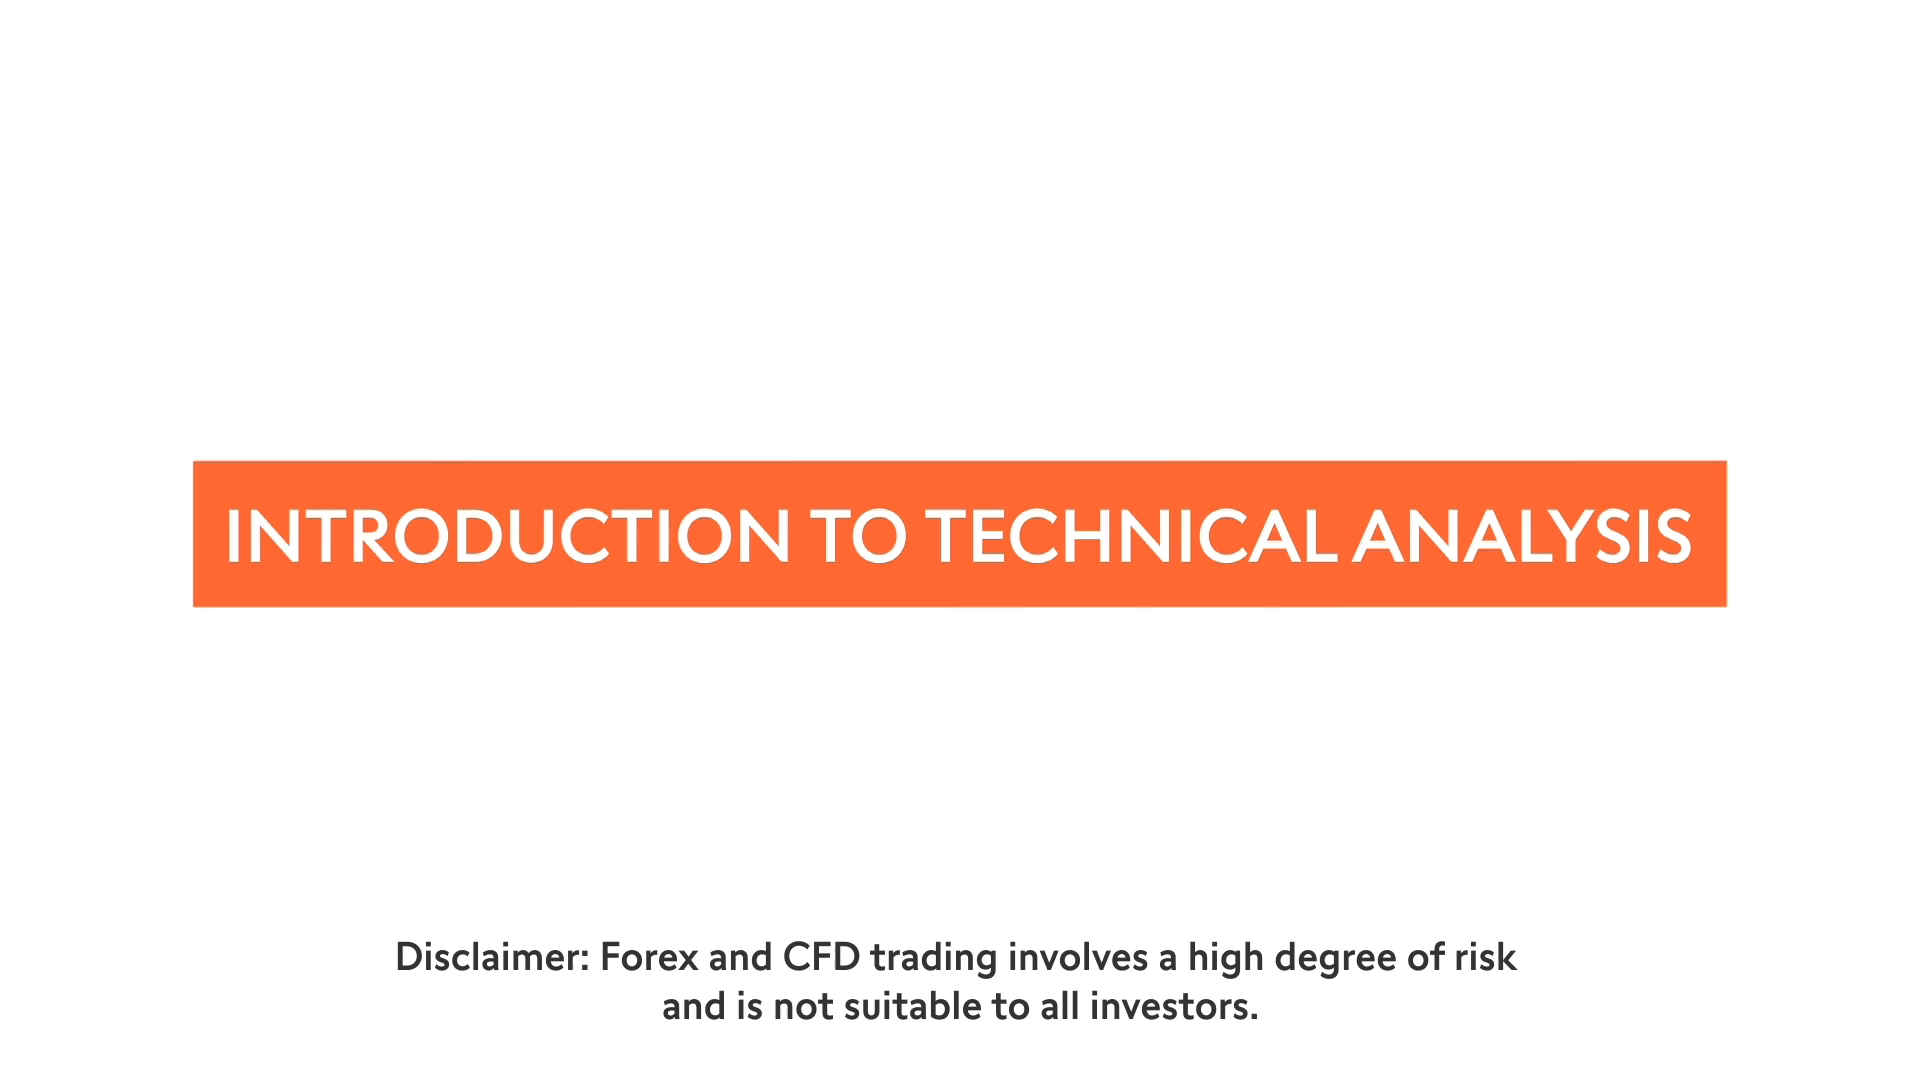 INTRODUCTION TO TECHNICAL ANALYSIS
Disclaimer: Forex and CFD trading involves a high degree of risk
and is not suitable to all investors.